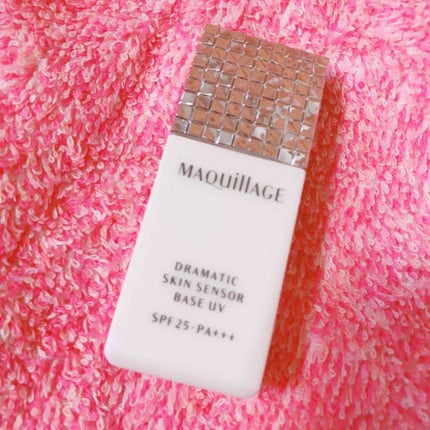 MAQuillAGE
DRAMATIC
SKIN SENSOR
BASE UV
SPF25・PA+++